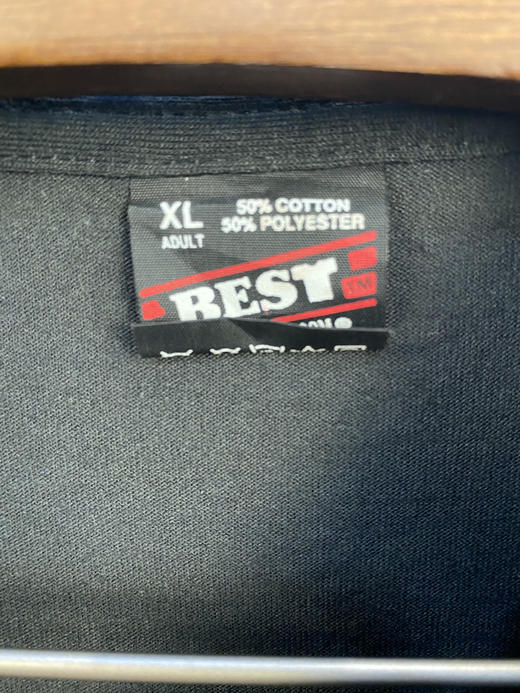 XL
ADULT
50% COTTON
50% POLYESTER
BEST
TM